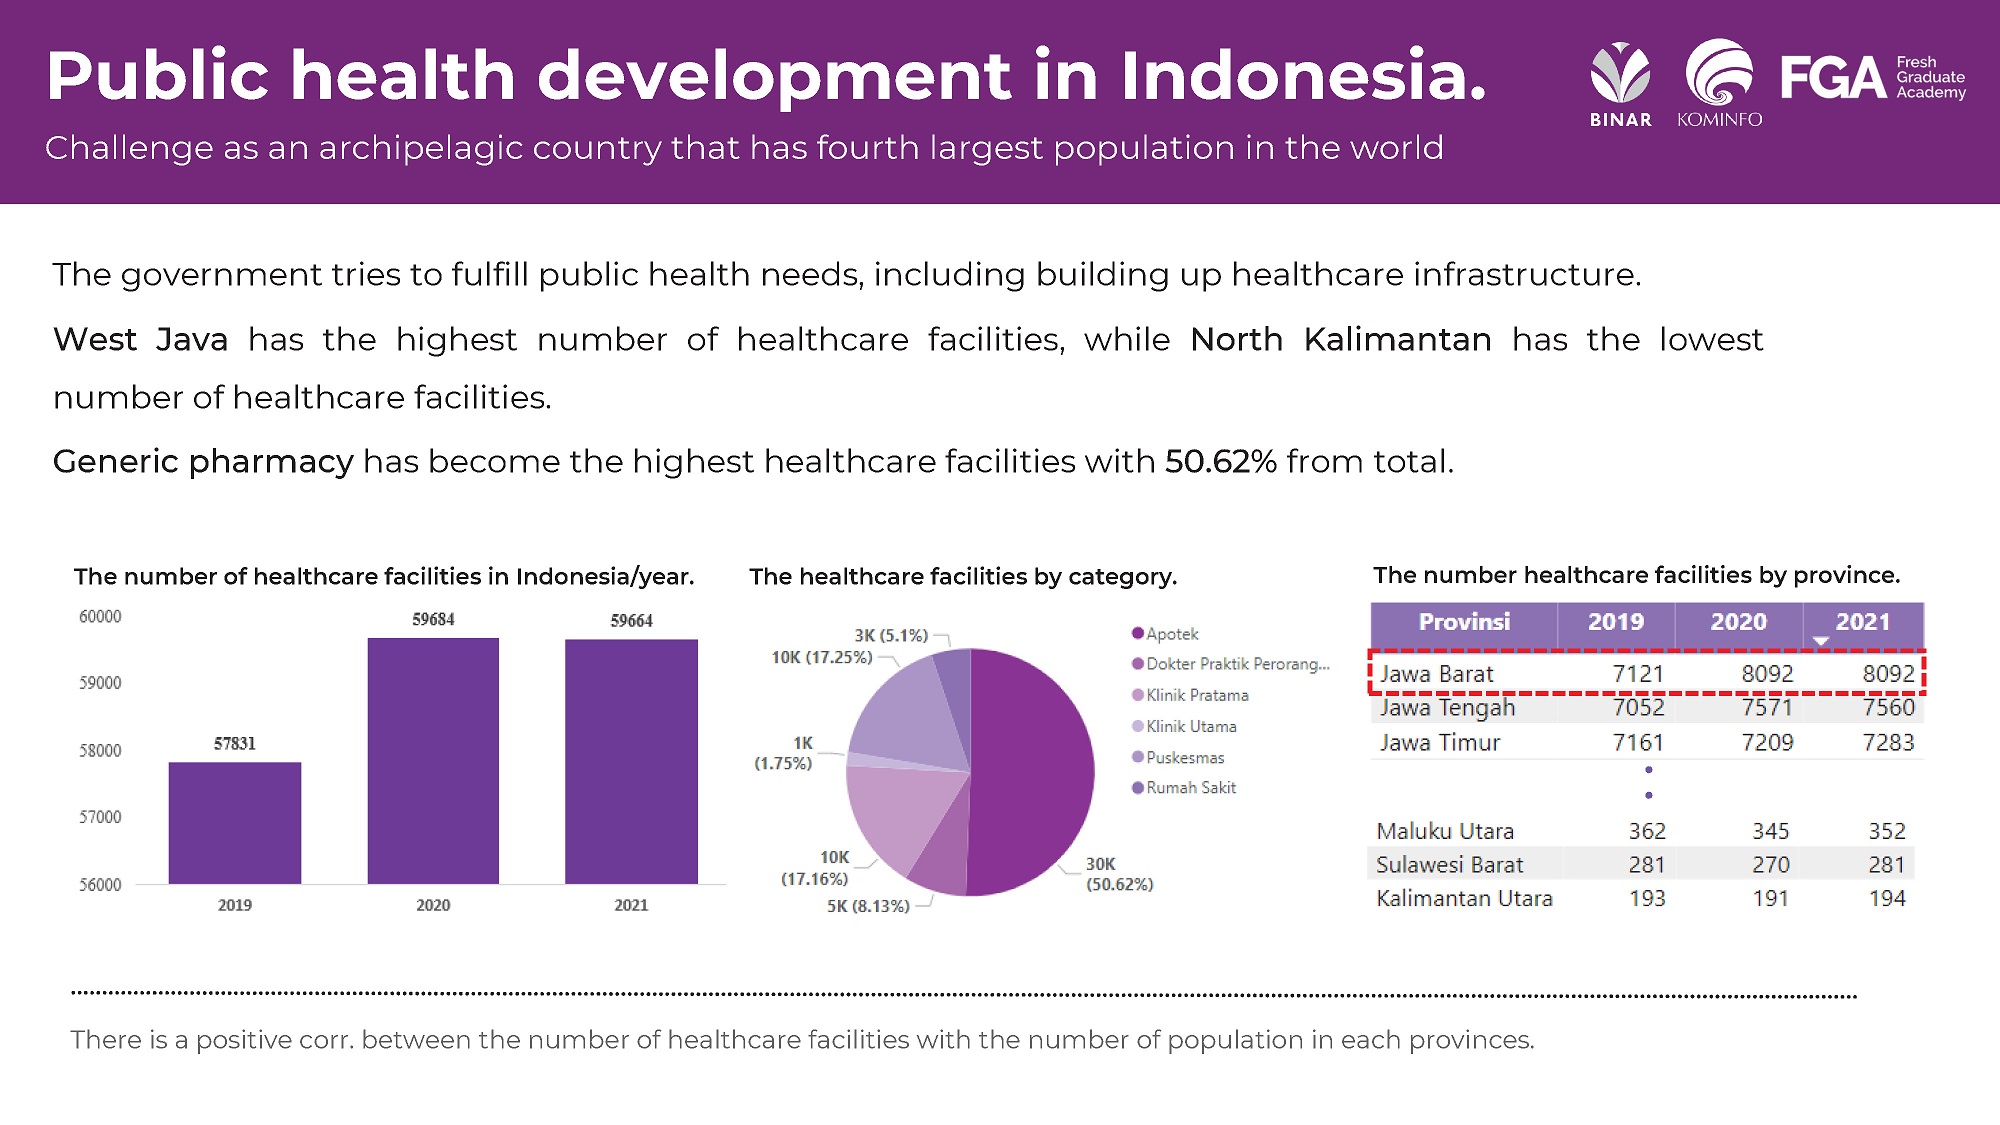 Public health development in Indonesia.
Challenge as an archipelagic country that has fourth largest population in the world
BINAR
KOMINFO
FGA
Fresh
Graduate
Academy
The government tries to fulfill public health needs, including building up healthcare infrastructure.
West Java has the highest number of healthcare facilities, while North Kalimantan has the lowest
number of healthcare facilities.
Generic pharmacy has become the highest healthcare facilities with 50.62% from total.
The number of healthcare facilities in Indonesia/year.
60000
59000
58000
57000
56000
57831
59684
59664
2019
2020
2021
The healthcare facilities by category.
3K (5.1%)
10K (17.25%)
1K
(1.75%)
10K
(17.16%)
5K (8.13%)
30K
(50.62%)
Apotek
Dokter Praktik Perorang...
Klinik Pratama
Klinik Utama
Puskesmas
Rumah Sakit
The number healthcare facilities by province.
Provinsi 2019 2020 2021
Jawa Barat 7121 8092 8092
Jawa Tengah 7052 7571 7560
Jawa Timur 7161 7209 7283
Maluku Utara 362 345 352
Sulawesi Barat 281 270 281
Kalimantan Utara 193 191 194
There is a positive corr. between the number of healthcare facilities with the number of population in each provinces.